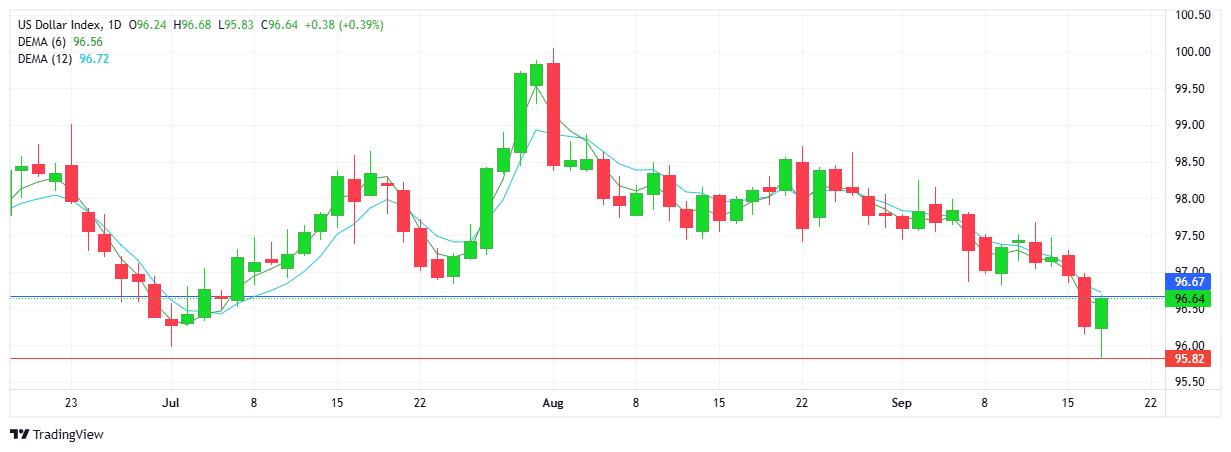 US Dollar Index, 1D O96.24 H96.68 L95.83 C96.64 +0.38 (+0.39%)
DEMA (6) 96.56
DEMA (12) 96.72
100.50
100.00
99.50
99.00
98.50
98.00
97.50
97.00
96.67
96.64
96.50
96.00
95.82
95.50
23 Jul 8 15 22 Aug 8 15 22 Sep 8 15 22
TradingView